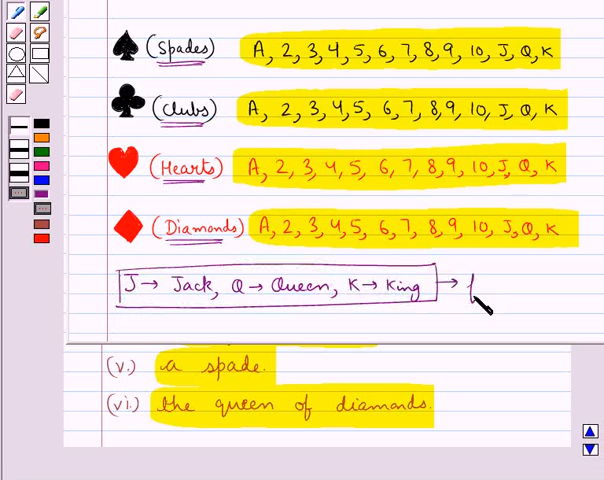 (Spades) A, 2, 3, 4, 5, 6, 7, 8, 9, 10, J, Q, K
(Clubs) A, 2, 3, 4, 5, 6, 7, 8, 9, 10, J, Q, K
(Hearts) A, 2, 3, 4, 5, 6, 7, 8, 9, 10, J, Q, K
(Diamonds) A, 2, 3, 4, 5, 6, 7, 8, 9, 10, J, Q, K
J → Jack, Q → Queen, K → King →
(v.) a spade.
(vi.) the queen of diamonds.